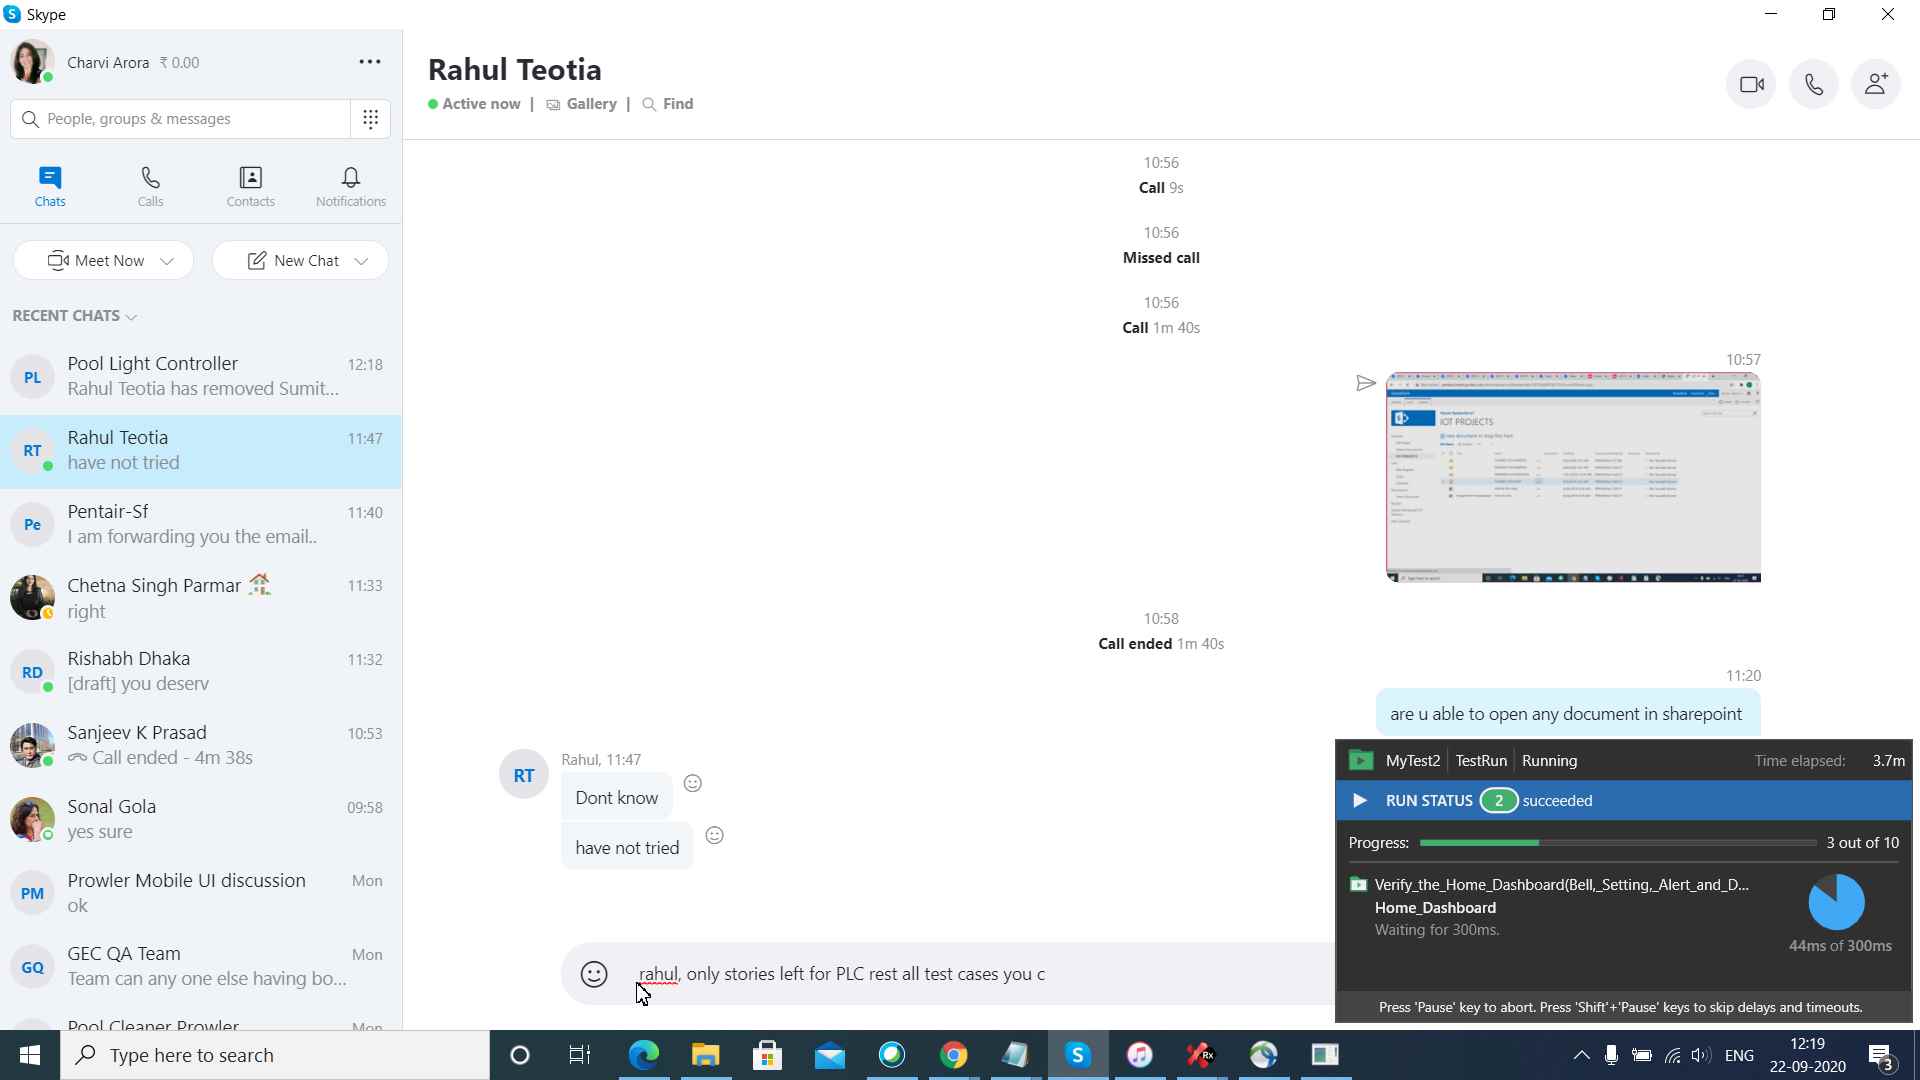 Skype
Charvi Arora ₹ 0.00
People, groups & messages
Chats
Calls
Contacts
Notifications
Meet Now
New Chat
RECENT CHATS
PL
Pool Light Controller 12:18
Rahul Teotia has removed Sumit...
RT
Rahul Teotia 11:47
have not tried
Pe
Pentair-Sf 11:40
I am forwarding you the email..
Chetna Singh Parmar 11:33
right
RD
Rishabh Dhaka 11:32
[draft] you deserv
Sanjeev K Prasad 10:53
Call ended - 4m 38s
Sonal Gola 09:58
yes sure
PM
Prowler Mobile UI discussion Mon
ok
GQ
GEC QA Team Mon
Team can any one else having bo...
Pool Cleaner Prowler Mon
Rahul Teotia
Active now | Gallery | Find
10:56
Call 9s
10:56
Missed call
10:56
Call 1m 40s
10:57
IOT PROJECTS
10:58
Call ended 1m 40s
11:20
are u able to open any document in sharepoint
RT
Rahul, 11:47
Dont know
have not tried
rahul, only stories left for PLC rest all test cases you c
MyTest2 TestRun Running Time elapsed: 3.7m
RUN STATUS 2 succeeded
Progress: 3 out of 10
Verify_the_Home_Dashboard(Bell,_Setting,_Alert_and_D...
Home_Dashboard
Waiting for 300ms.
44ms of 300ms
Press 'Pause' key to abort. Press 'Shift'+'Pause' keys to skip delays and timeouts.
Type here to search
Rx
ENG
12:19
22-09-2020
3